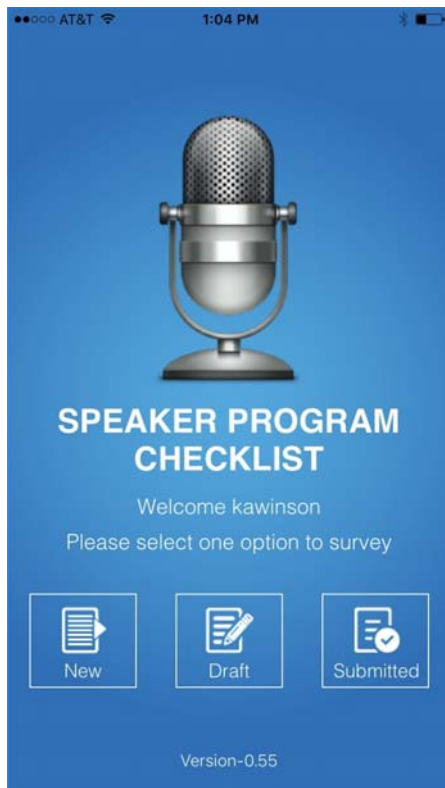 AT&T 1:04 PM
SPEAKER PROGRAM
CHECKLIST
Welcome kawinson
Please select one option to survey
New Draft Submitted
Version-0.55